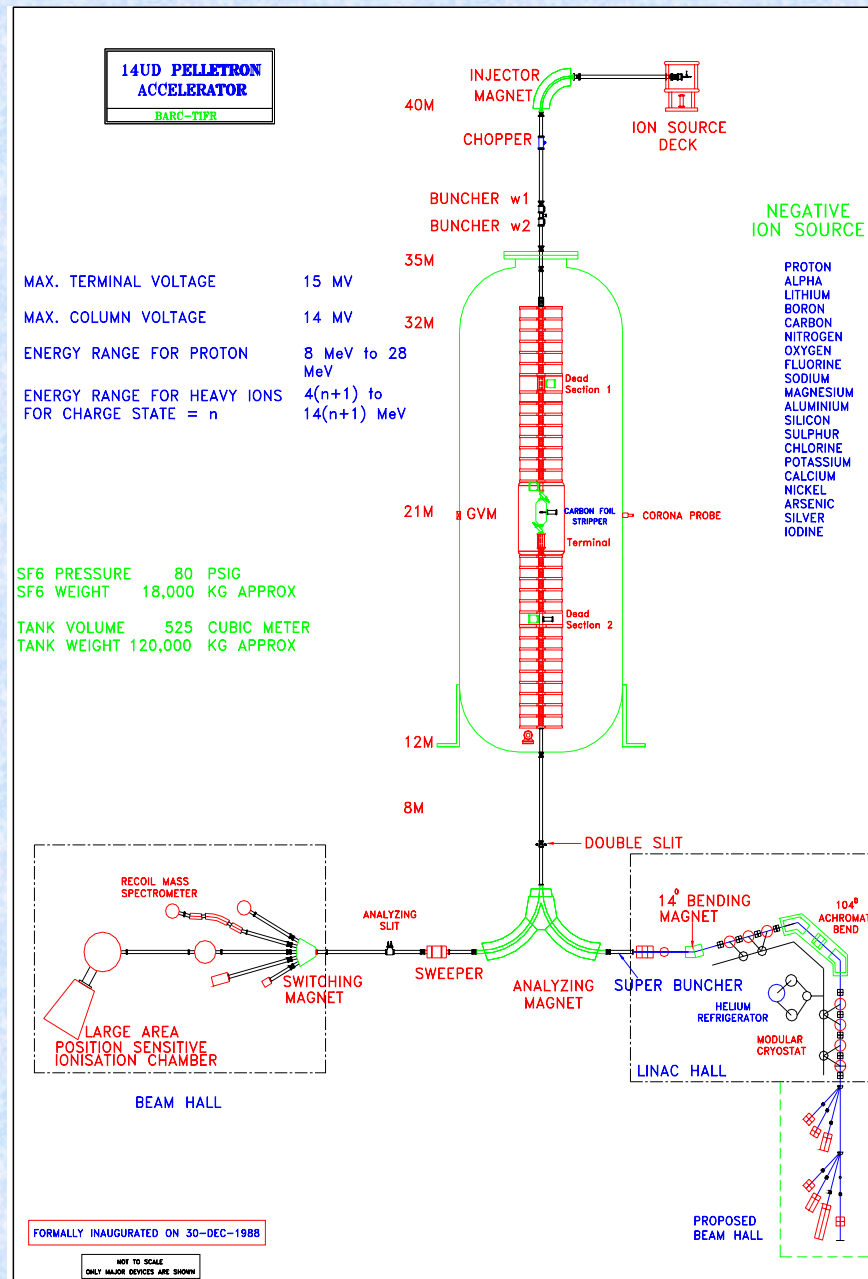 14UD PELLETRON
ACCELERATOR
BARC-TIFR
INJECTOR
MAGNET
40M
ION SOURCE
DECK
CHOPPER
BUNCHER w1
BUNCHER w2
NEGATIVE
ION SOURCE
35M
MAX. TERMINAL VOLTAGE 15 MV
MAX. COLUMN VOLTAGE 14 MV
32M
ENERGY RANGE FOR PROTON 8 MeV to 28
MeV
ENERGY RANGE FOR HEAVY IONS 4(n+1) to
FOR CHARGE STATE = n 14(n+1) MeV
PROTON
ALPHA
LITHIUM
BORON
CARBON
NITROGEN
OXYGEN
FLUORINE
SODIUM
MAGNESIUM
ALUMINIUM
SILICON
SULPHUR
CHLORINE
POTASSIUM
CALCIUM
NICKEL
ARSENIC
SILVER
IODINE
Dead
Section 1
21M
GVM
CARBON FOIL
STRIPPER
CORONA PROBE
Terminal
SF6 PRESSURE 80 PSIG
SF6 WEIGHT 18,000 KG APPROX
TANK VOLUME 525 CUBIC METER
TANK WEIGHT 120,000 KG APPROX
Dead
Section 2
12M
8M
DOUBLE SLIT
RECOIL MASS
SPECTROMETER
ANALYZING
SLIT
SWITCHING
MAGNET
SWEEPER
ANALYZING
MAGNET
LARGE AREA
POSITION SENSITIVE
IONISATION CHAMBER
BEAM HALL
14° BENDING
MAGNET
104°
ACHROMAT
BEND
SUPER BUNCHER
HELIUM
REFRIGERATOR
MODULAR
CRYOSTAT
LINAC HALL
PROPOSED
BEAM HALL
FORMALLY INAUGURATED ON 30-DEC-1988
NOT TO SCALE
ONLY MAJOR DEVICES ARE SHOWN